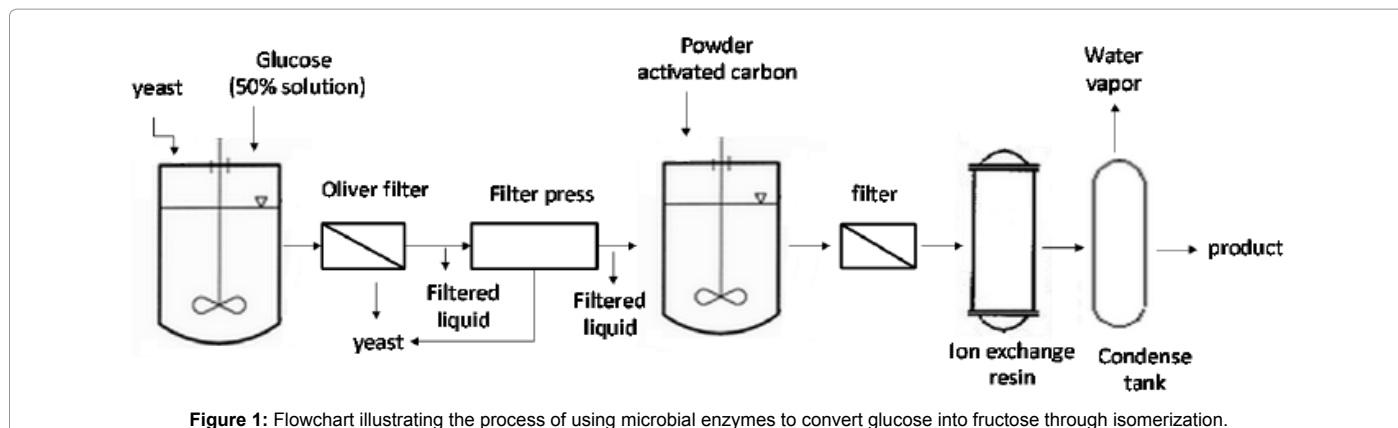 yeast
Glucose
(50% solution)
Oliver filter
Filter press
Filtered
liquid
Filtered
liquid
yeast
Powder
activated carbon
filter
Ion exchange
resin
Water
vapor
Condense
tank
product
Figure 1: Flowchart illustrating the process of using microbial enzymes to convert glucose into fructose through isomerization.